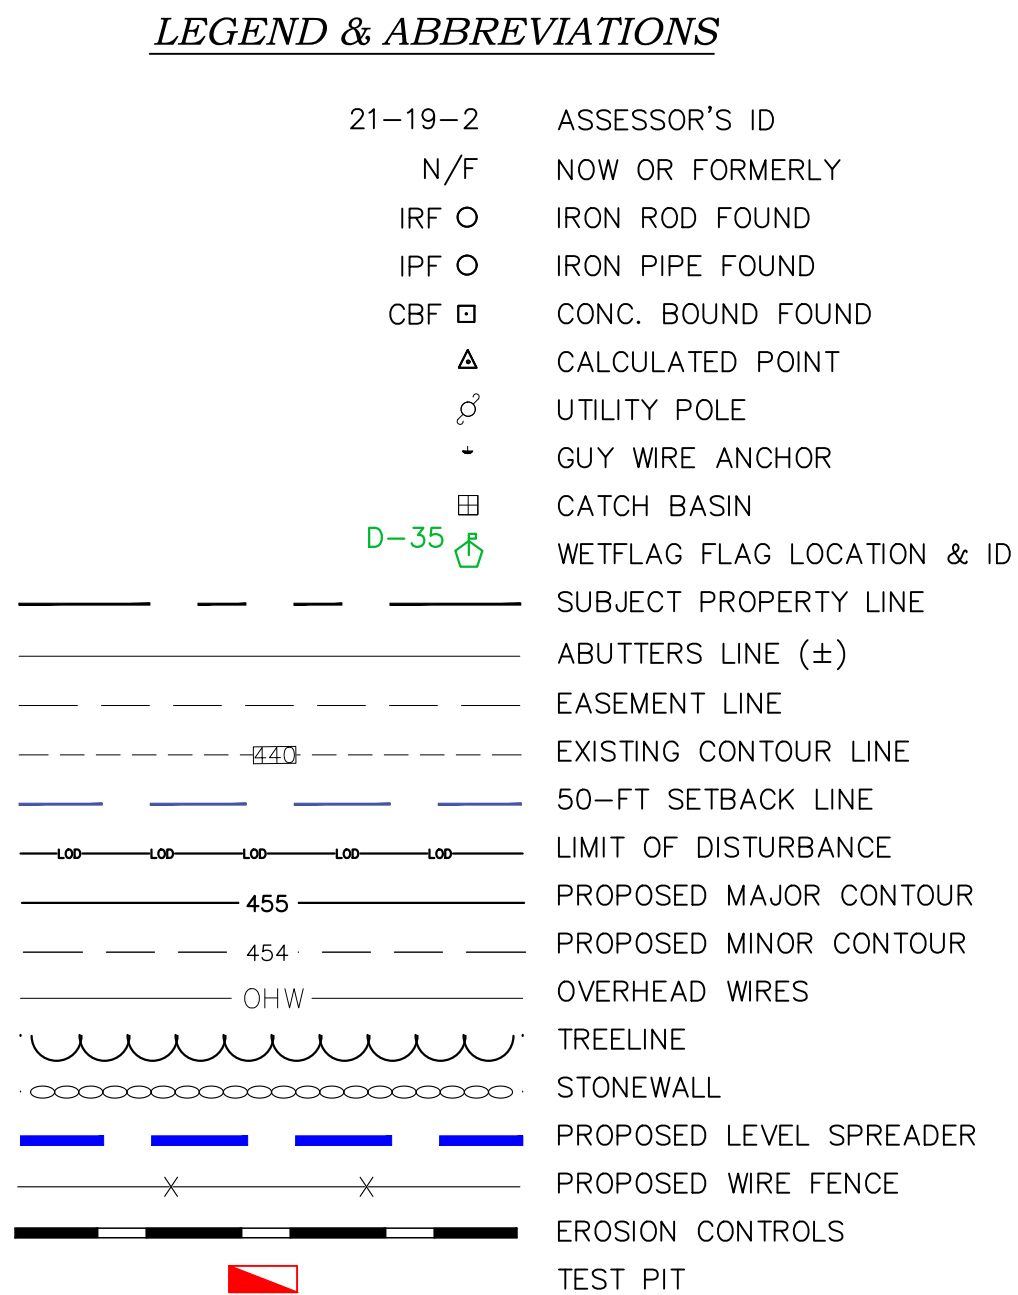 LEGEND & ABBREVIATIONS
21-19-2 ASSESSOR'S ID
N/F NOW OR FORMERLY
IRF IRON ROD FOUND
IPF IRON PIPE FOUND
CBF CONC. BOUND FOUND
CALCULATED POINT
UTILITY POLE
GUY WIRE ANCHOR
CATCH BASIN
D-35 WETFLAG FLAG LOCATION & ID
SUBJECT PROPERTY LINE
ABUTTERS LINE (±)
EASEMENT LINE
440 EXISTING CONTOUR LINE
50-FT SETBACK LINE
LOD LOD LOD LOD LOD LIMIT OF DISTURBANCE
455 PROPOSED MAJOR CONTOUR
454 PROPOSED MINOR CONTOUR
OHW OVERHEAD WIRES
TREELINE
STONEWALL
PROPOSED LEVEL SPREADER
X X PROPOSED WIRE FENCE
EROSION CONTROLS
TEST PIT